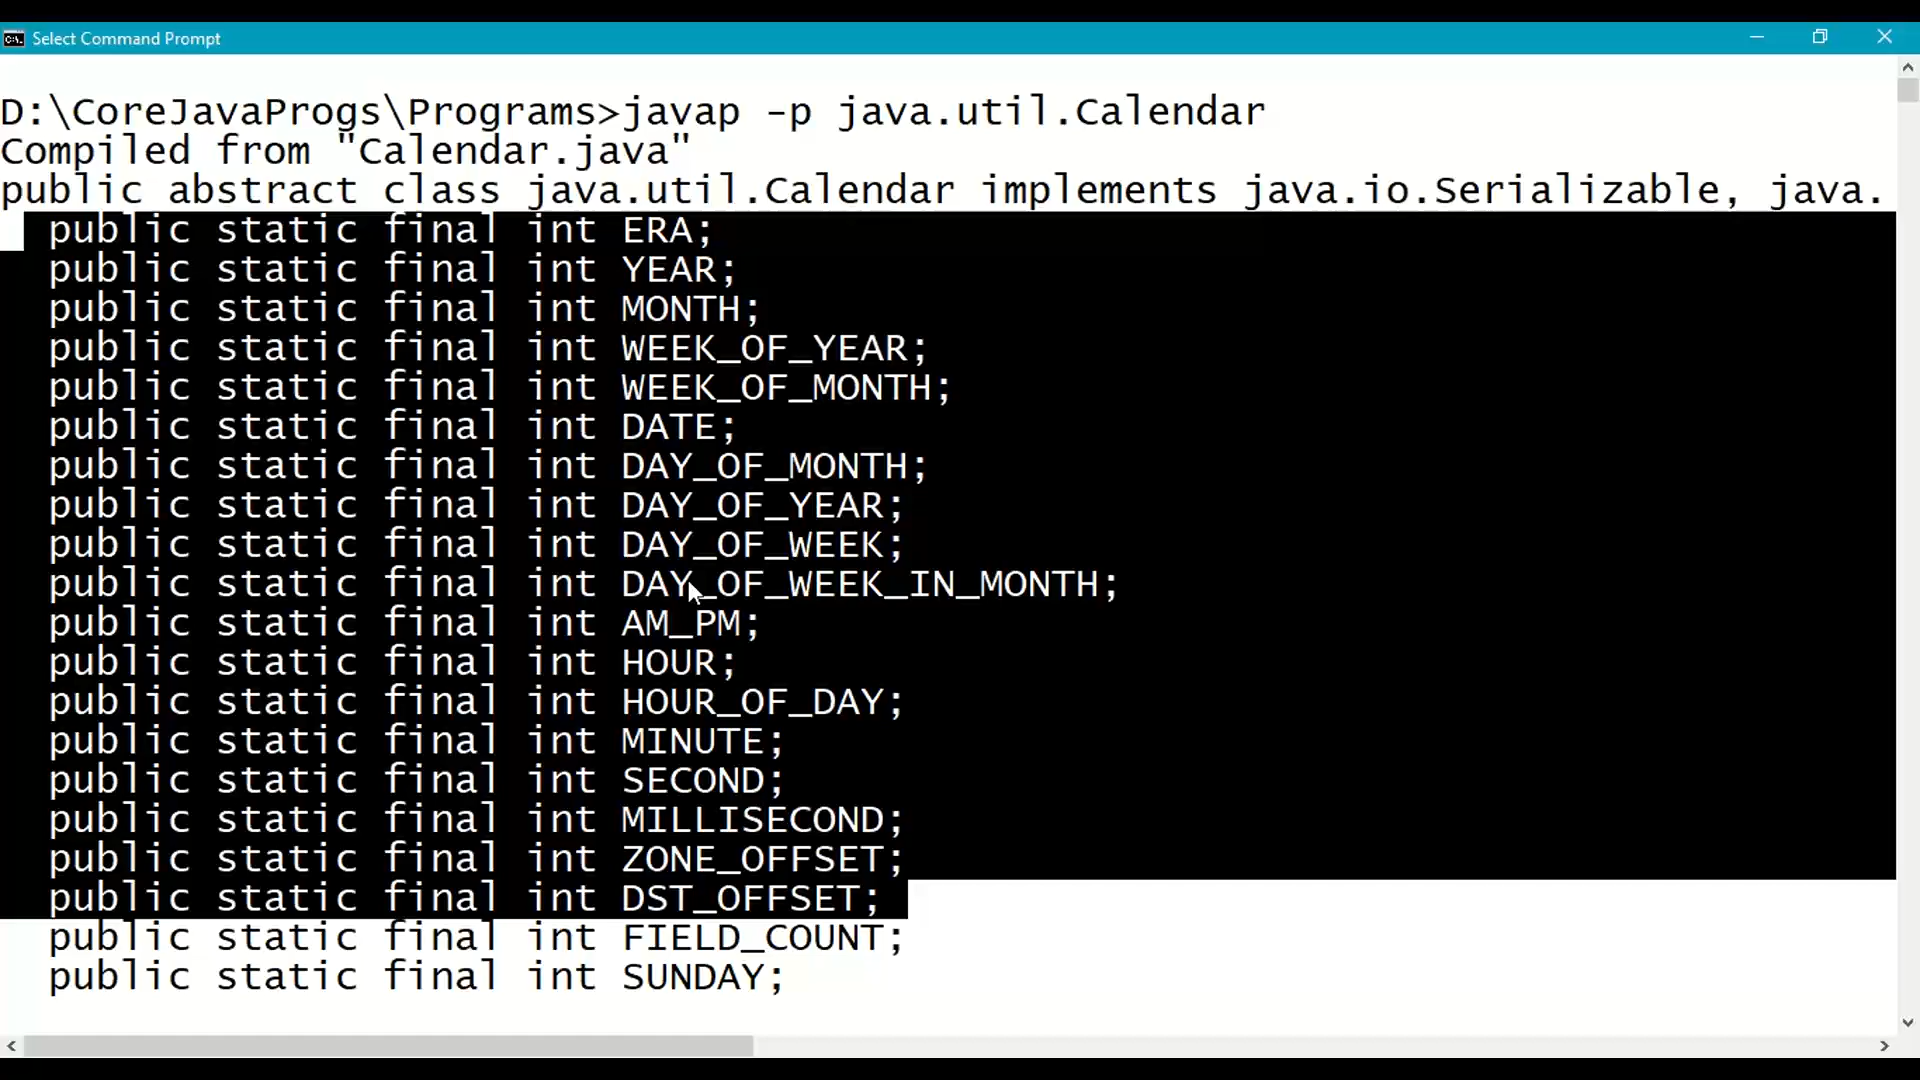 Select Command Prompt
D:\CoreJavaProgs\Programs>javap -p java.util.Calendar
Compiled from "Calendar.java"
public abstract class java.util.Calendar implements java.io.Serializable, java.
public static final int ERA;
public static final int YEAR;
public static final int MONTH;
public static final int WEEK_OF_YEAR;
public static final int WEEK_OF_MONTH;
public static final int DATE;
public static final int DAY_OF_MONTH;
public static final int DAY_OF_YEAR;
public static final int DAY_OF_WEEK;
public static final int DAY_OF_WEEK_IN_MONTH;
public static final int AM_PM;
public static final int HOUR;
public static final int HOUR_OF_DAY;
public static final int MINUTE;
public static final int SECOND;
public static final int MILLISECOND;
public static final int ZONE_OFFSET;
public static final int DST_OFFSET;
public static final int FIELD_COUNT;
public static final int SUNDAY;